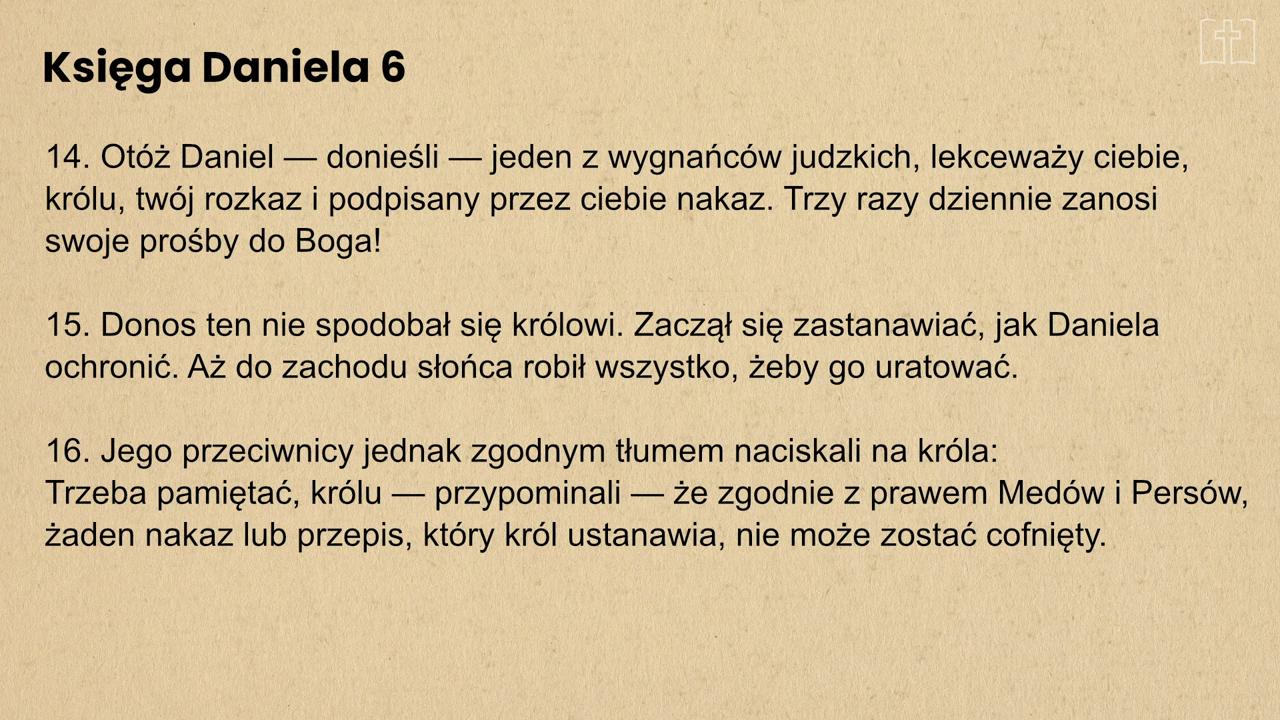 Księga Daniela 6
14. Otóż Daniel — donieśli — jeden z wygnańców judzkich, lekceważy ciebie,
królu, twój rozkaz i podpisany przez ciebie nakaz. Trzy razy dziennie zanosi
swoje prośby do Boga!
15. Donos ten nie spodobał się królowi. Zaczął się zastanawiać, jak Daniela
ochronić. Aż do zachodu słońca robił wszystko, żeby go uratować.
16. Jego przeciwnicy jednak zgodnym tłumem naciskali na króla:
Trzeba pamiętać, królu — przypominali — że zgodnie z prawem Medów i Persów,
żaden nakaz lub przepis, który król ustanawia, nie może zostać cofnięty.